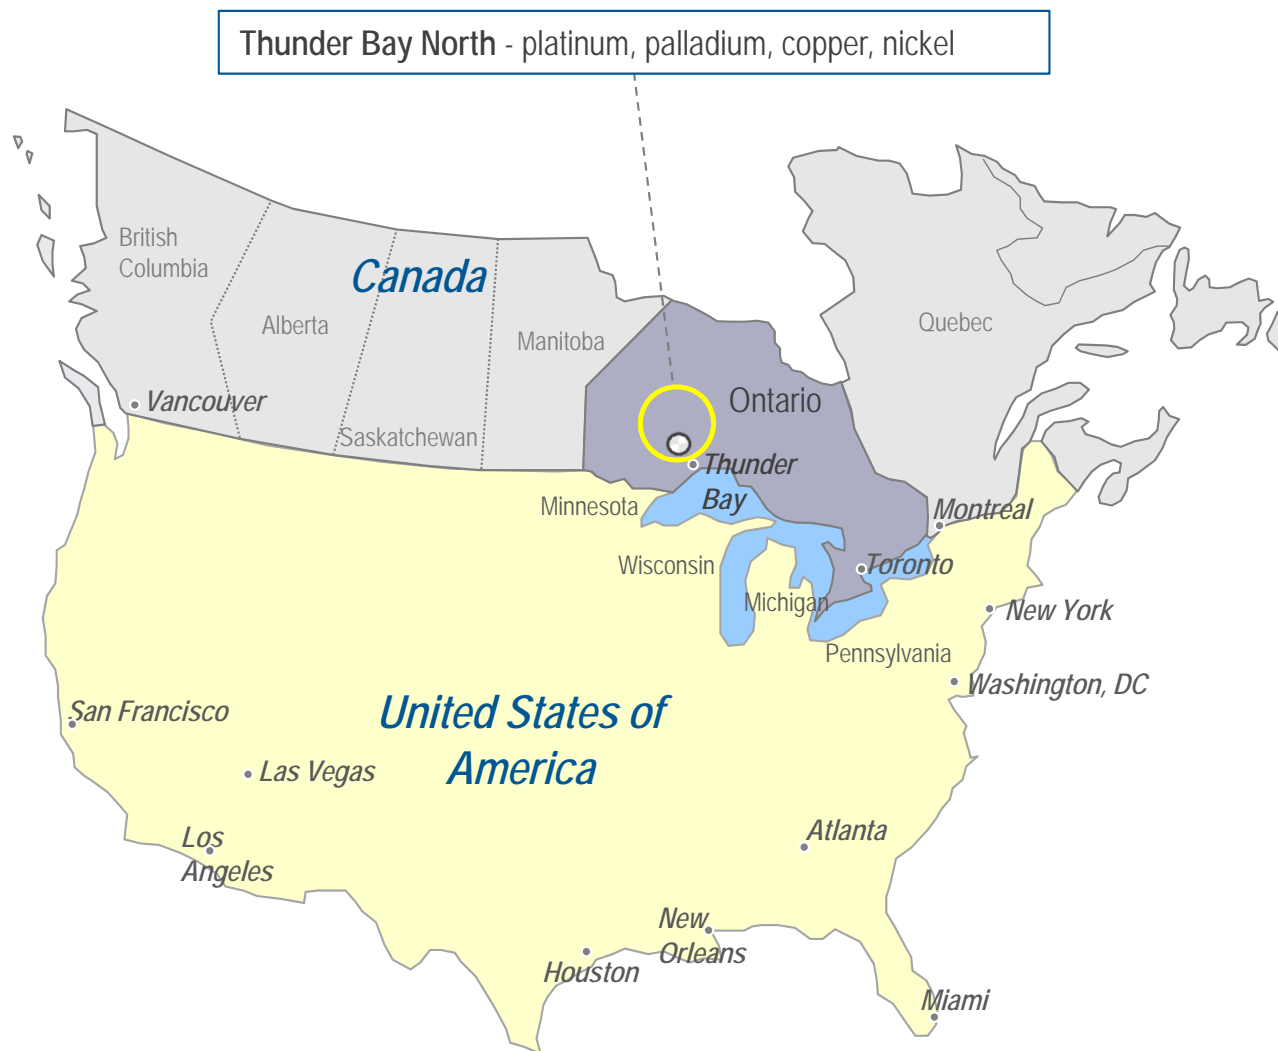 Thunder Bay North - platinum, palladium, copper, nickel
British
Columbia
Canada
Alberta
Manitoba
Quebec
Ontario
Vancouver
Saskatchewan
Thunder
Bay
Minnesota
Montreal
Wisconsin
Toronto
Michigan
New York
Pennsylvania
Washington, DC
San Francisco
United States of
America
Las Vegas
Los
Angeles
Atlanta
New
Orleans
Houston
Miami